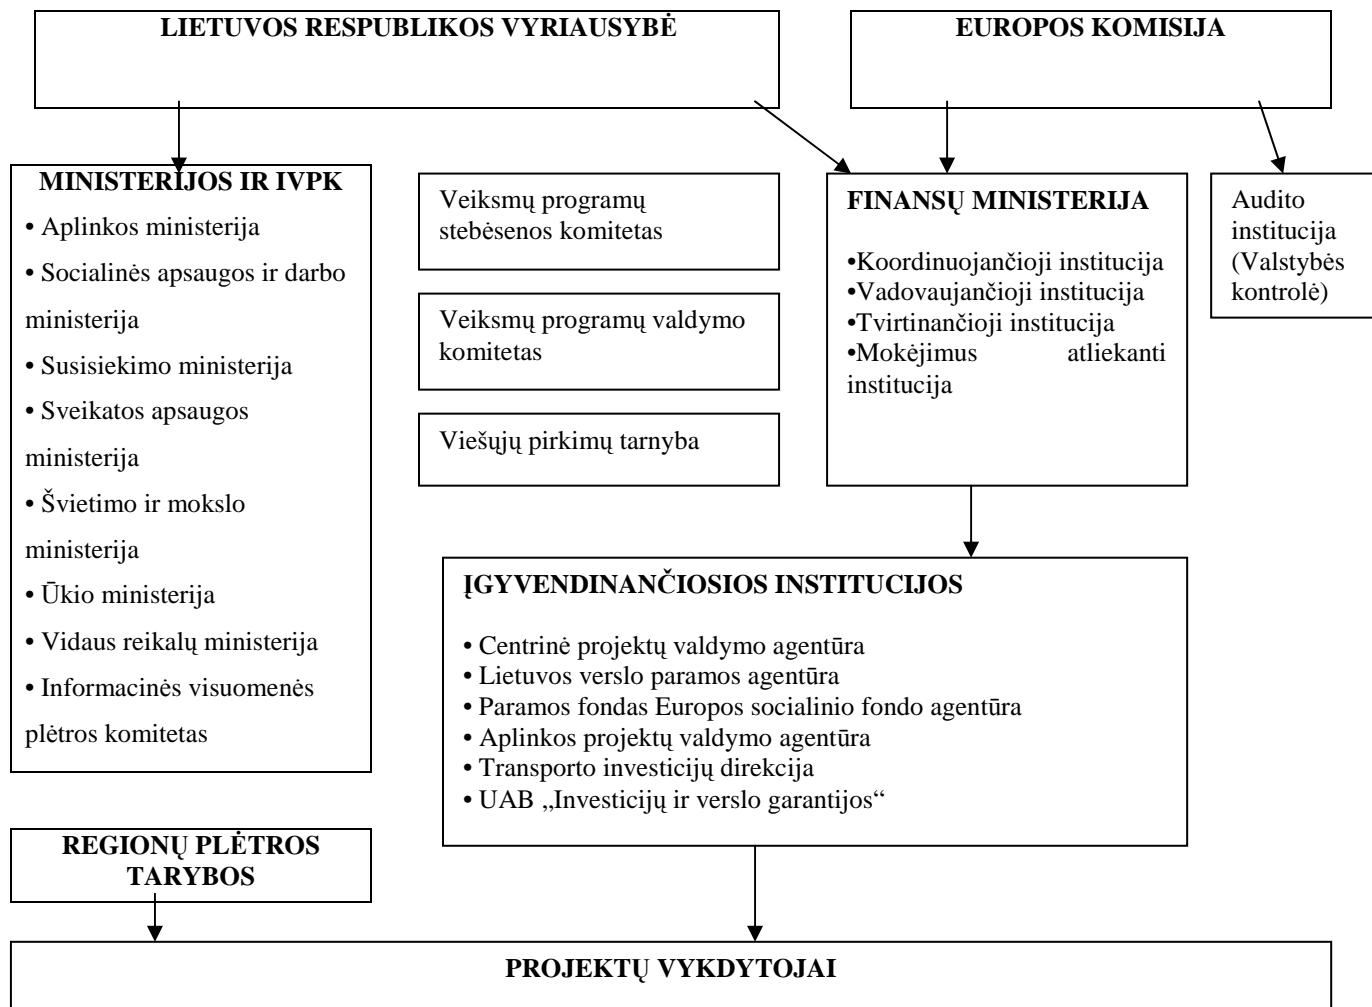 LIETUVOS RESPUBLIKOS VYRIAUSYBĖ
EUROPOS KOMISIJA
MINISTERIJOS IR IVPK
• Aplinkos ministerija
• Socialinės apsaugos ir darbo
ministerija
• Susisiekimo ministerija
• Sveikatos apsaugos
ministerija
• Švietimo ir mokslo
ministerija
• Ūkio ministerija
• Vidaus reikalų ministerija
• Informacinės visuomenės
plėtros komitetas
Veiksmų programų
stebėsenos komitetas
Veiksmų programų valdymo
komitetas
Viešųjų pirkimų tarnyba
FINANSŲ MINISTERIJA
•Koordinuojančioji institucija
•Vadovaujančioji institucija
•Tvirtinančioji institucija
•Mokėjimus atliekanti
institucija
Audito
institucija
(Valstybės
kontrolė)
ĮGYVENDINANČIOSIOS INSTITUCIJOS
• Centrinė projektų valdymo agentūra
• Lietuvos verslo paramos agentūra
• Paramos fondas Europos socialinio fondo agentūra
• Aplinkos projektų valdymo agentūra
• Transporto investicijų direkcija
• UAB „Investicijų ir verslo garantijos“
REGIONŲ PLĖTROS
TARYBOS
PROJEKTŲ VYKDYTOJAI